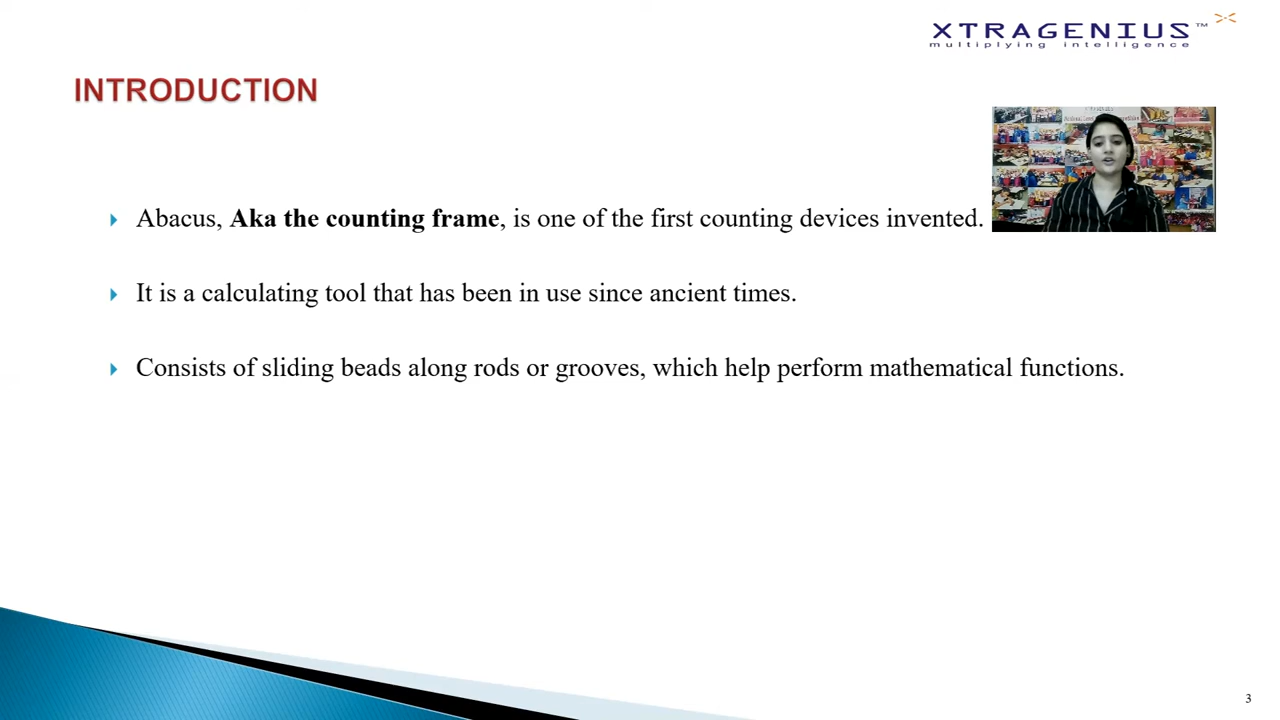 XTRAGENIUS™
multiplying intelligence
INTRODUCTION
Abacus, Aka the counting frame, is one of the first counting devices invented.
It is a calculating tool that has been in use since ancient times.
Consists of sliding beads along rods or grooves, which help perform mathematical functions.
3